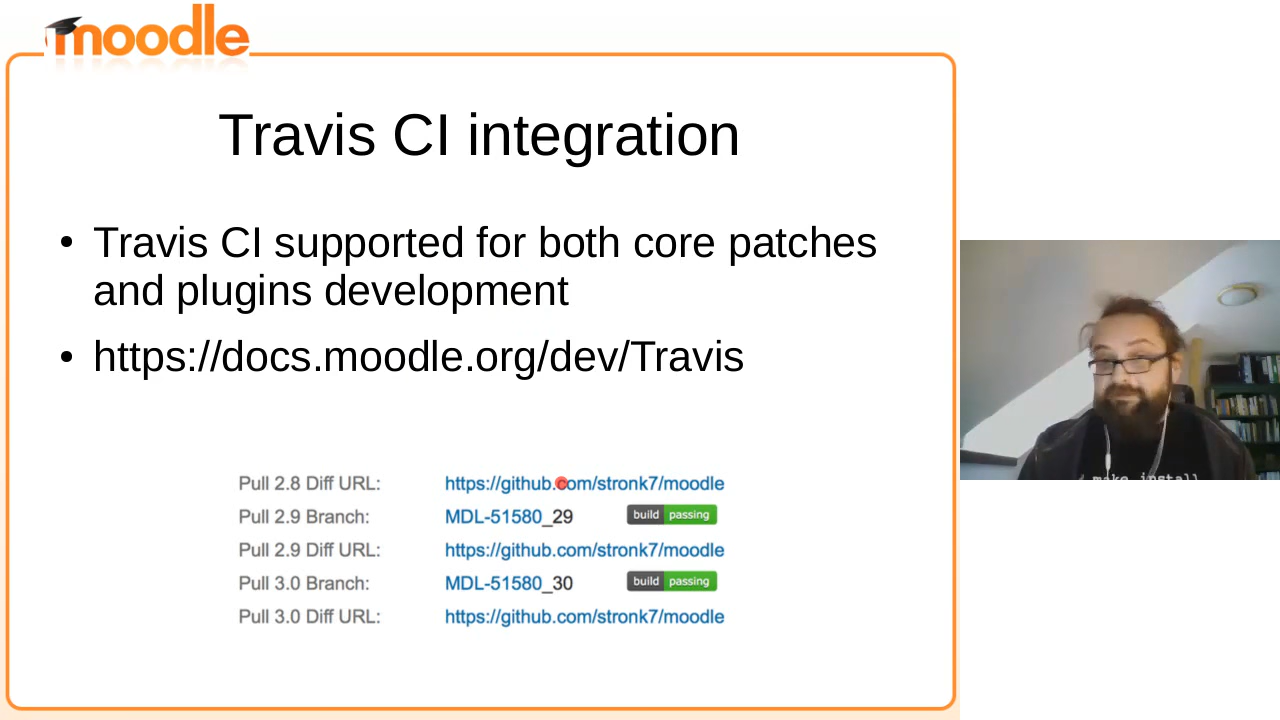 moodle
Travis CI integration
• Travis CI supported for both core patches
and plugins development
• https://docs.moodle.org/dev/Travis
Pull 2.8 Diff URL: https://github.com/stronk7/moodle
Pull 2.9 Branch: MDL-51580_29 build passing
Pull 2.9 Diff URL: https://github.com/stronk7/moodle
Pull 3.0 Branch: MDL-51580_30 build passing
Pull 3.0 Diff URL: https://github.com/stronk7/moodle
make install